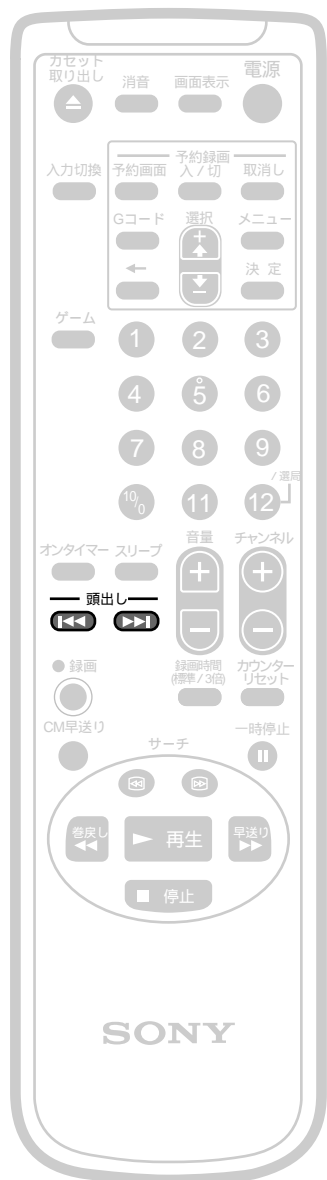 カセット
取り出し 消音 画面表示 電源
予約録画
入力切換 予約画面 入/切 取消し
Gコード 選択 メニュー
決定
ゲーム
1 2 3
4 5 6
7 8 9
/選局
10/0 11 12
音量 チャンネル
オンタイマー スリープ
頭出し
● 録画 録画時間 カウンター
(標準/3倍) リセット
CM早送り 一時停止
サーチ
巻戻し 再生 早送り
停止
SONY